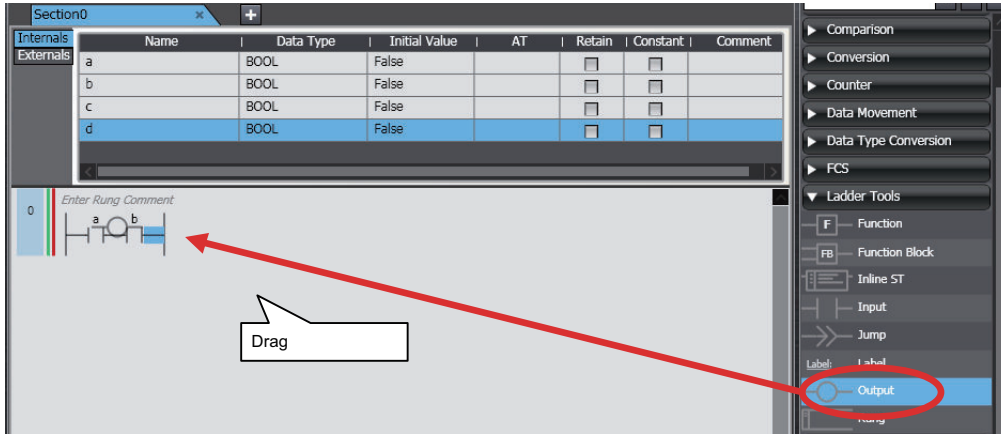 Section0 × +
Internals
Externals
Name Data Type Initial Value AT Retain Constant Comment
a BOOL False
b BOOL False
c BOOL False
d BOOL False
0
Enter Rung Comment
a b
Drag
Comparison
Conversion
Counter
Data Movement
Data Type Conversion
FCS
Ladder Tools
F Function
FB Function Block
Inline ST
Input
Jump
Label: Label
Output
Rung